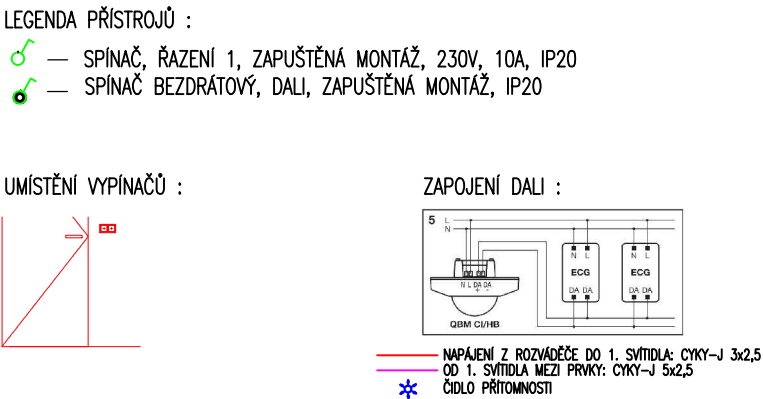 LEGENDA PŘÍSTROJŮ :
— SPÍNAČ, ŘAZENÍ 1, ZAPUŠTĚNÁ MONTÁŽ, 230V, 10A, IP20
— SPÍNAČ BEZDRÁTOVÝ, DALI, ZAPUŠTĚNÁ MONTÁŽ, IP20
UMÍSTĚNÍ VYPÍNAČŮ :
ZAPOJENÍ DALI :
5 L
N
N L
ECG
DA DA
N L
ECG
DA DA
N L DA DA
+ -
QBM CI/HB
NAPÁJENÍ Z ROZVÁDĚČE DO 1. SVÍTIDLA: CYKY-J 3x2,5
OD 1. SVÍTIDLA MEZI PRVKY: CYKY-J 5x2,5
ČIDLO PŘÍTOMNOSTI